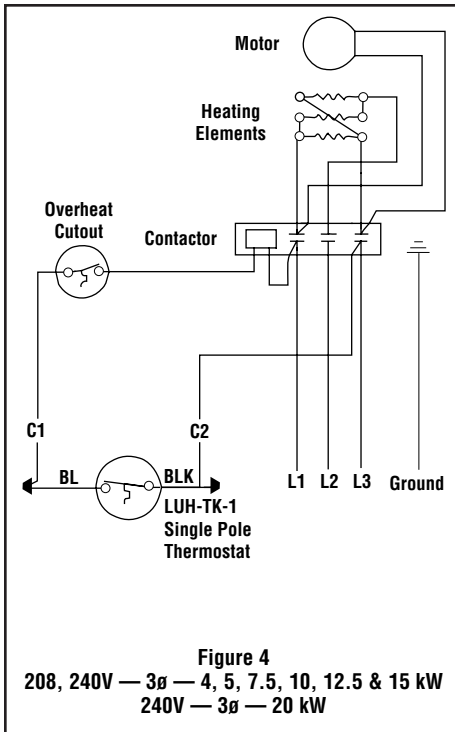 Motor
Heating
Elements
Overheat
Cutout
Contactor
C1
C2
BL
BLK
L1 L2 L3 Ground
LUH-TK-1
Single Pole
Thermostat
Figure 4
208, 240V — 3ø — 4, 5, 7.5, 10, 12.5 & 15 kW
240V — 3ø — 20 kW